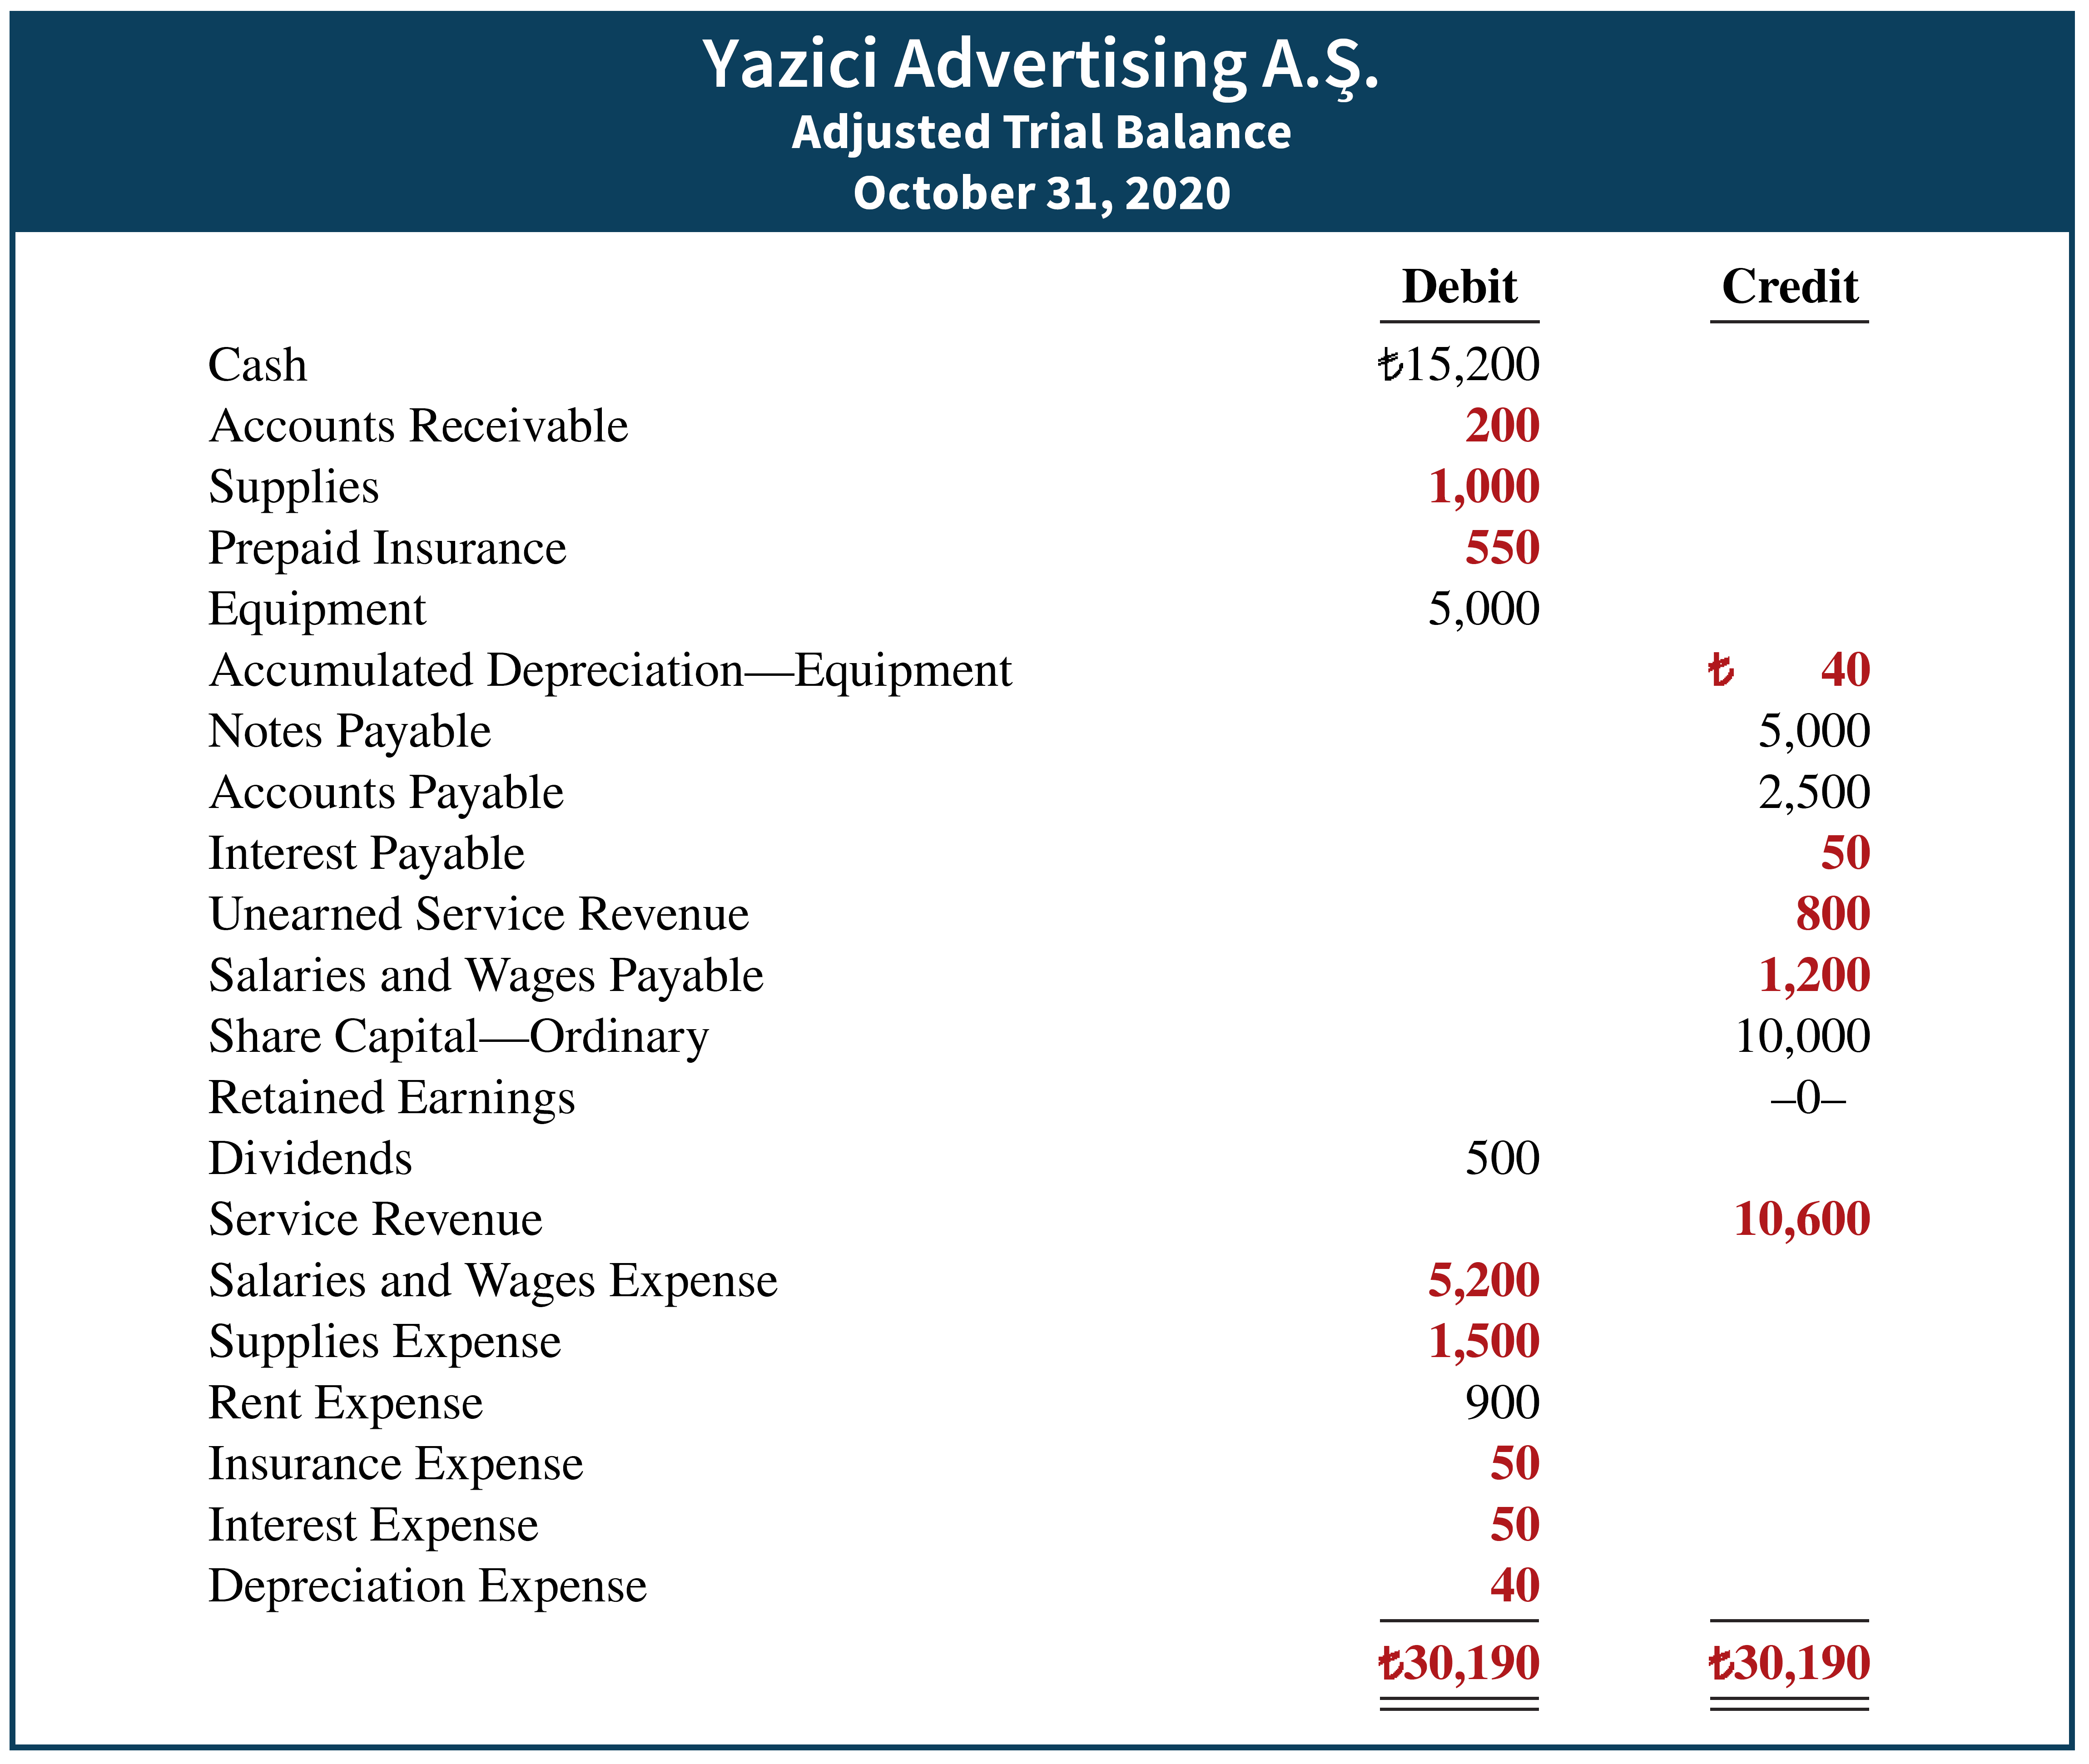 Yazici Advertising A.Ş.
Adjusted Trial Balance
October 31, 2020
Debit Credit
Cash ₺15,200
Accounts Receivable 200
Supplies 1,000
Prepaid Insurance 550
Equipment 5,000
Accumulated Depreciation—Equipment ₺ 40
Notes Payable 5,000
Accounts Payable 2,500
Interest Payable 50
Unearned Service Revenue 800
Salaries and Wages Payable 1,200
Share Capital—Ordinary 10,000
Retained Earnings –0–
Dividends 500
Service Revenue 10,600
Salaries and Wages Expense 5,200
Supplies Expense 1,500
Rent Expense 900
Insurance Expense 50
Interest Expense 50
Depreciation Expense 40
₺30,190 ₺30,190